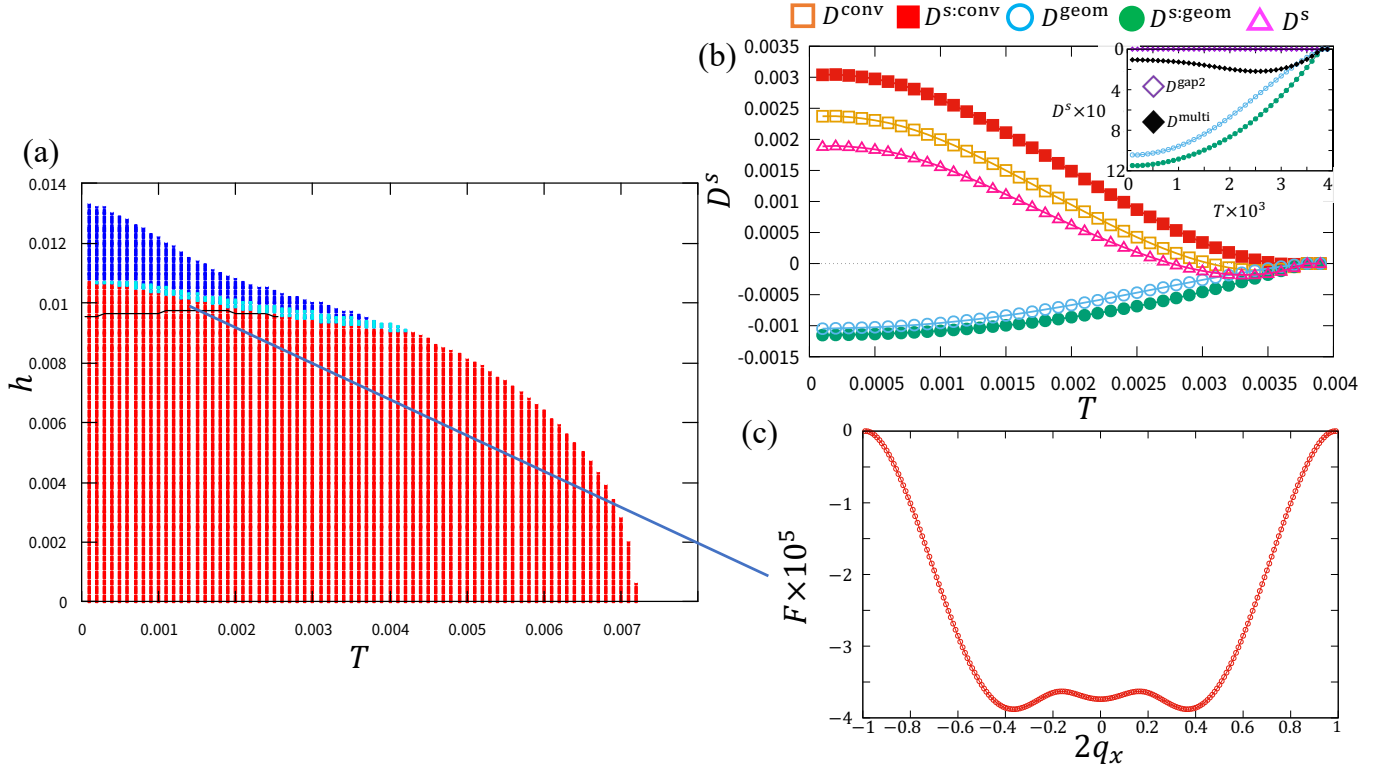 D^conv D^s:conv D^geom D^s:geom D^s
(a)
0.014
0.012
0.01
0.008
0.006
0.004
0.002
0
h
0 0.001 0.002 0.003 0.004 0.005 0.006 0.007
T
(b)
0.0035
0.003
0.0025
0.002
0.0015
0.001
0.0005
0
-0.0005
-0.001
-0.0015
D^s
0 0.0005 0.001 0.0015 0.002 0.0025 0.003 0.0035 0.004
T
0
4
8
12
D^s×10
D^gap2
D^multi
0 1 2 3 4
T×10^3
(c)
0
−1
−2
−3
−4
F×10^5
−1 −0.8 −0.6 −0.4 −0.2 0 0.2 0.4 0.6 0.8 1
2q_x